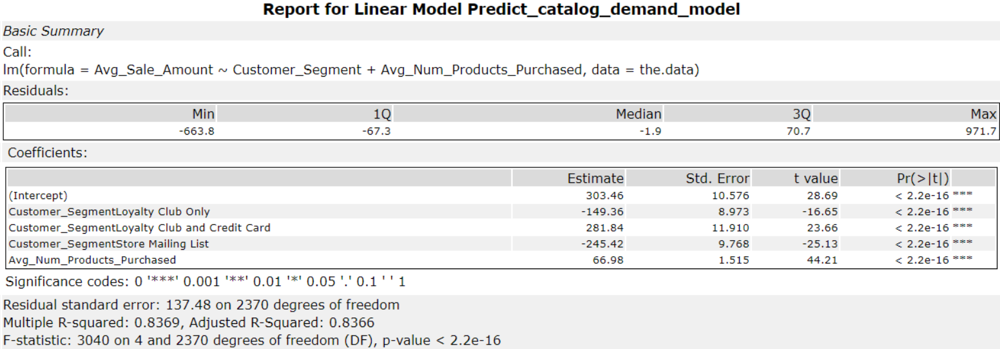 Report for Linear Model Predict_catalog_demand_model
Basic Summary
Call:
lm(formula = Avg_Sale_Amount ~ Customer_Segment + Avg_Num_Products_Purchased, data = the.data)
Residuals:
Min 1Q Median 3Q Max
-663.8 -67.3 -1.9 70.7 971.7
Coefficients:
Estimate Std. Error t value Pr(>|t|)
(Intercept) 303.46 10.576 28.69 < 2.2e-16 ***
Customer_SegmentLoyalty Club Only -149.36 8.973 -16.65 < 2.2e-16 ***
Customer_SegmentLoyalty Club and Credit Card 281.84 11.910 23.66 < 2.2e-16 ***
Customer_SegmentStore Mailing List -245.42 9.768 -25.13 < 2.2e-16 ***
Avg_Num_Products_Purchased 66.98 1.515 44.21 < 2.2e-16 ***
Significance codes: 0 '***' 0.001 '**' 0.01 '*' 0.05 '.' 0.1 ' ' 1
Residual standard error: 137.48 on 2370 degrees of freedom
Multiple R-squared: 0.8369, Adjusted R-Squared: 0.8366
F-statistic: 3040 on 4 and 2370 degrees of freedom (DF), p-value < 2.2e-16